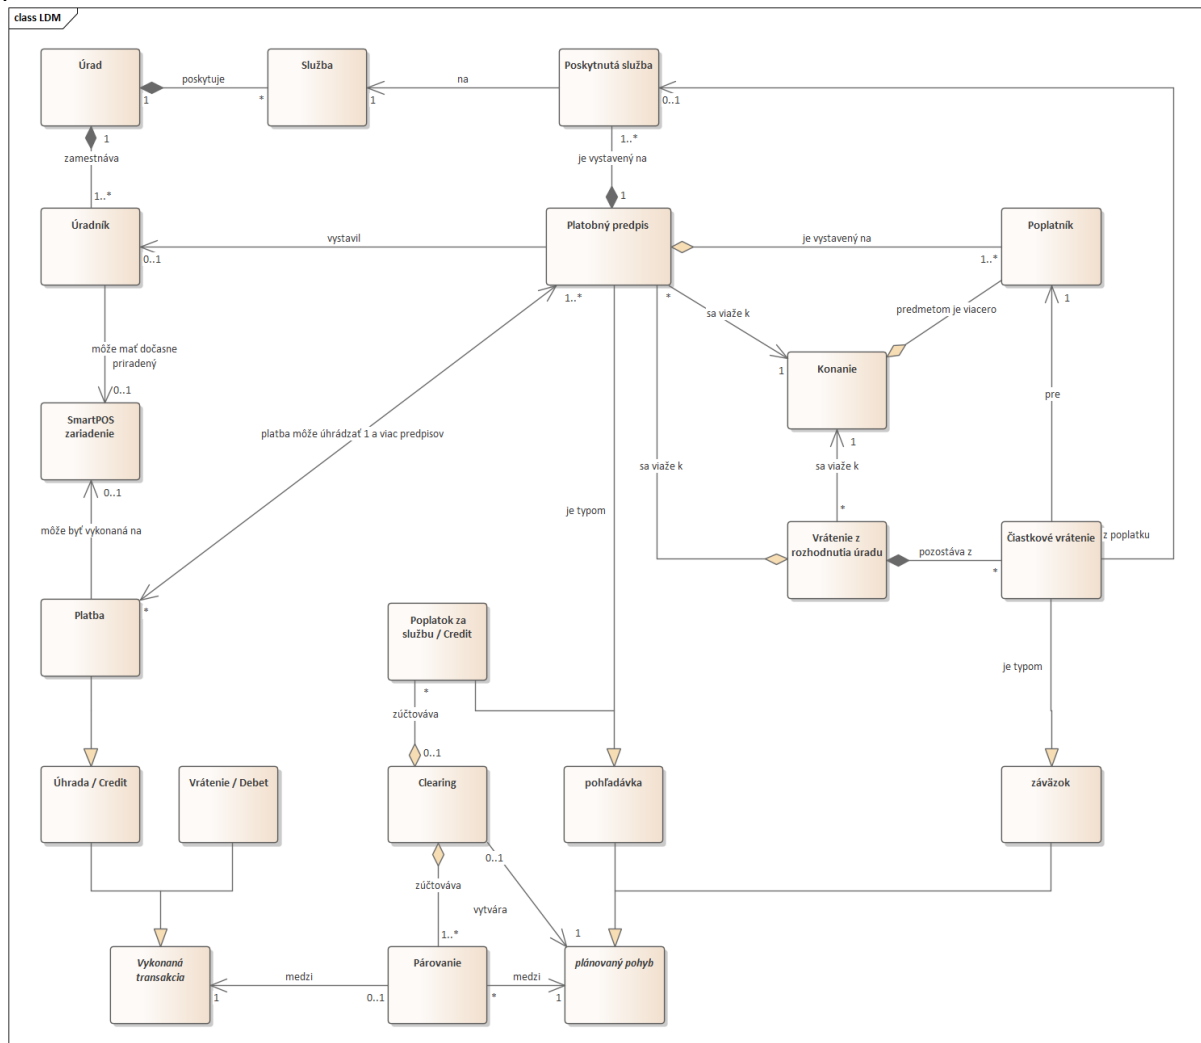 class LDM
Úrad
Služba
Poskytnutá služba
poskytuje
na
1
*
1
0..1
1
1..*
zamestnáva
je vystavený na
1..*
1
Úradník
Platobný predpis
Poplatník
vystavil
je vystavený na
0..1
1..*
1..*
*
1
sa viaže k
predmetom je viacero
môže mať dočasne
priradený
1
Konanie
0..1
pre
SmartPOS
zariadenie
platba môže úhrádzať 1 a viac predpisov
1
sa viaže k
sa viaže k
0..1
*
je typom
môže byť vykonaná na
Vrátenie z
rozhodnutia úradu
Čiastkové vrátenie
z poplatku
pozostáva z
*
Platba
*
Poplatok za
službu / Credit
je typom
*
zúčtováva
0..1
Úhrada / Credit
Vrátenie / Debet
Clearing
pohľadávka
záväzok
0..1
zúčtováva
vytvára
1..*
1
Vykonaná
transakcia
Párovanie
plánovaný pohyb
medzi
medzi
1
0..1
*
1